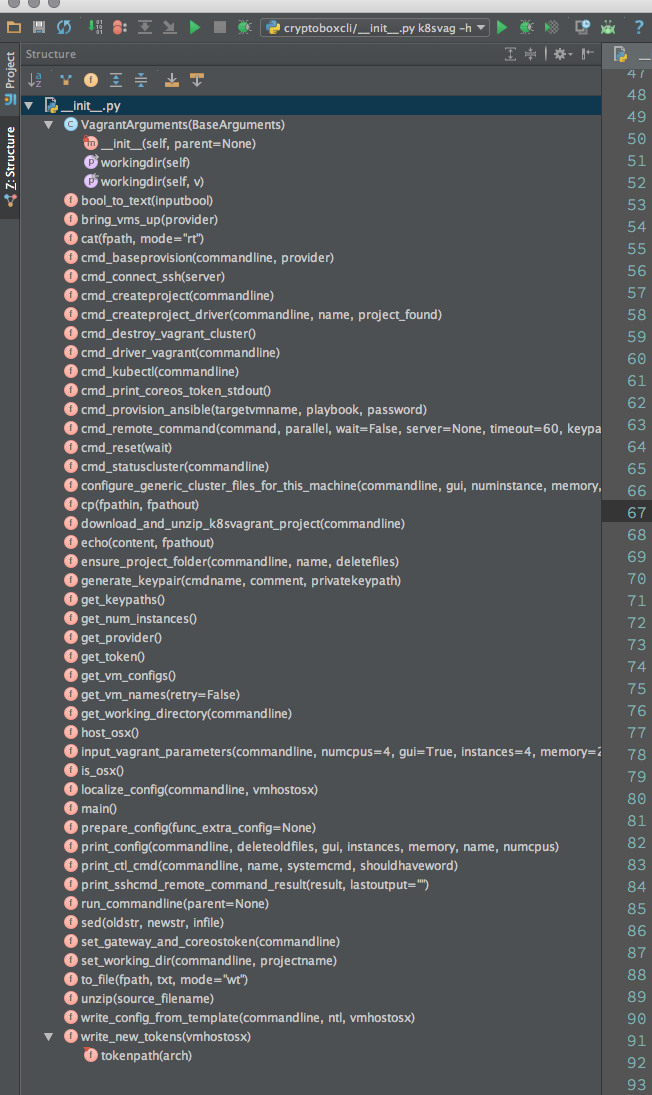 cryptoboxcli/__init__.py k8svag -h
Structure
Project
Z: Structure
__init__.py
VagrantArguments(BaseArguments)
__init__(self, parent=None)
workingdir(self)
workingdir(self, v)
bool_to_text(inputbool)
bring_vms_up(provider)
cat(fpath, mode="rt")
cmd_baseprovision(commandline, provider)
cmd_connect_ssh(server)
cmd_createproject(commandline)
cmd_createproject_driver(commandline, name, project_found)
cmd_destroy_vagrant_cluster()
cmd_driver_vagrant(commandline)
cmd_kubectl(commandline)
cmd_print_coreos_token_stdout()
cmd_provision_ansible(targetvmname, playbook, password)
cmd_remote_command(command, parallel, wait=False, server=None, timeout=60, keypa
cmd_reset(wait)
cmd_statuscluster(commandline)
configure_generic_cluster_files_for_this_machine(commandline, gui, numinstance, memory,
cp(fpathin, fpathout)
download_and_unzip_k8svagrant_project(commandline)
echo(content, fpathout)
ensure_project_folder(commandline, name, deletefiles)
generate_keypair(cmdname, comment, privatekeypath)
get_keypaths()
get_num_instances()
get_provider()
get_token()
get_vm_configs()
get_vm_names(retry=False)
get_working_directory(commandline)
host_osx()
input_vagrant_parameters(commandline, numcpus=4, gui=True, instances=4, memory=2
is_osx()
localize_config(commandline, vmhostosx)
main()
prepare_config(func_extra_config=None)
print_config(commandline, deleteoldfiles, gui, instances, memory, name, numcpus)
print_ctl_cmd(commandline, name, systemcmd, shouldhaveword)
print_sshcmd_remote_command_result(result, lastoutput="")
run_commandline(parent=None)
sed(oldstr, newstr, infile)
set_gateway_and_coreostoken(commandline)
set_working_dir(commandline, projectname)
to_file(fpath, txt, mode="wt")
unzip(source_filename)
write_config_from_template(commandline, ntl, vmhostosx)
write_new_tokens(vmhostosx)
tokenpath(arch)
47
48
49
50
51
52
53
54
55
56
57
58
59
60
61
62
63
64
65
66
67
68
69
70
71
72
73
74
75
76
77
78
79
80
81
82
83
84
85
86
87
88
89
90
91
92
93